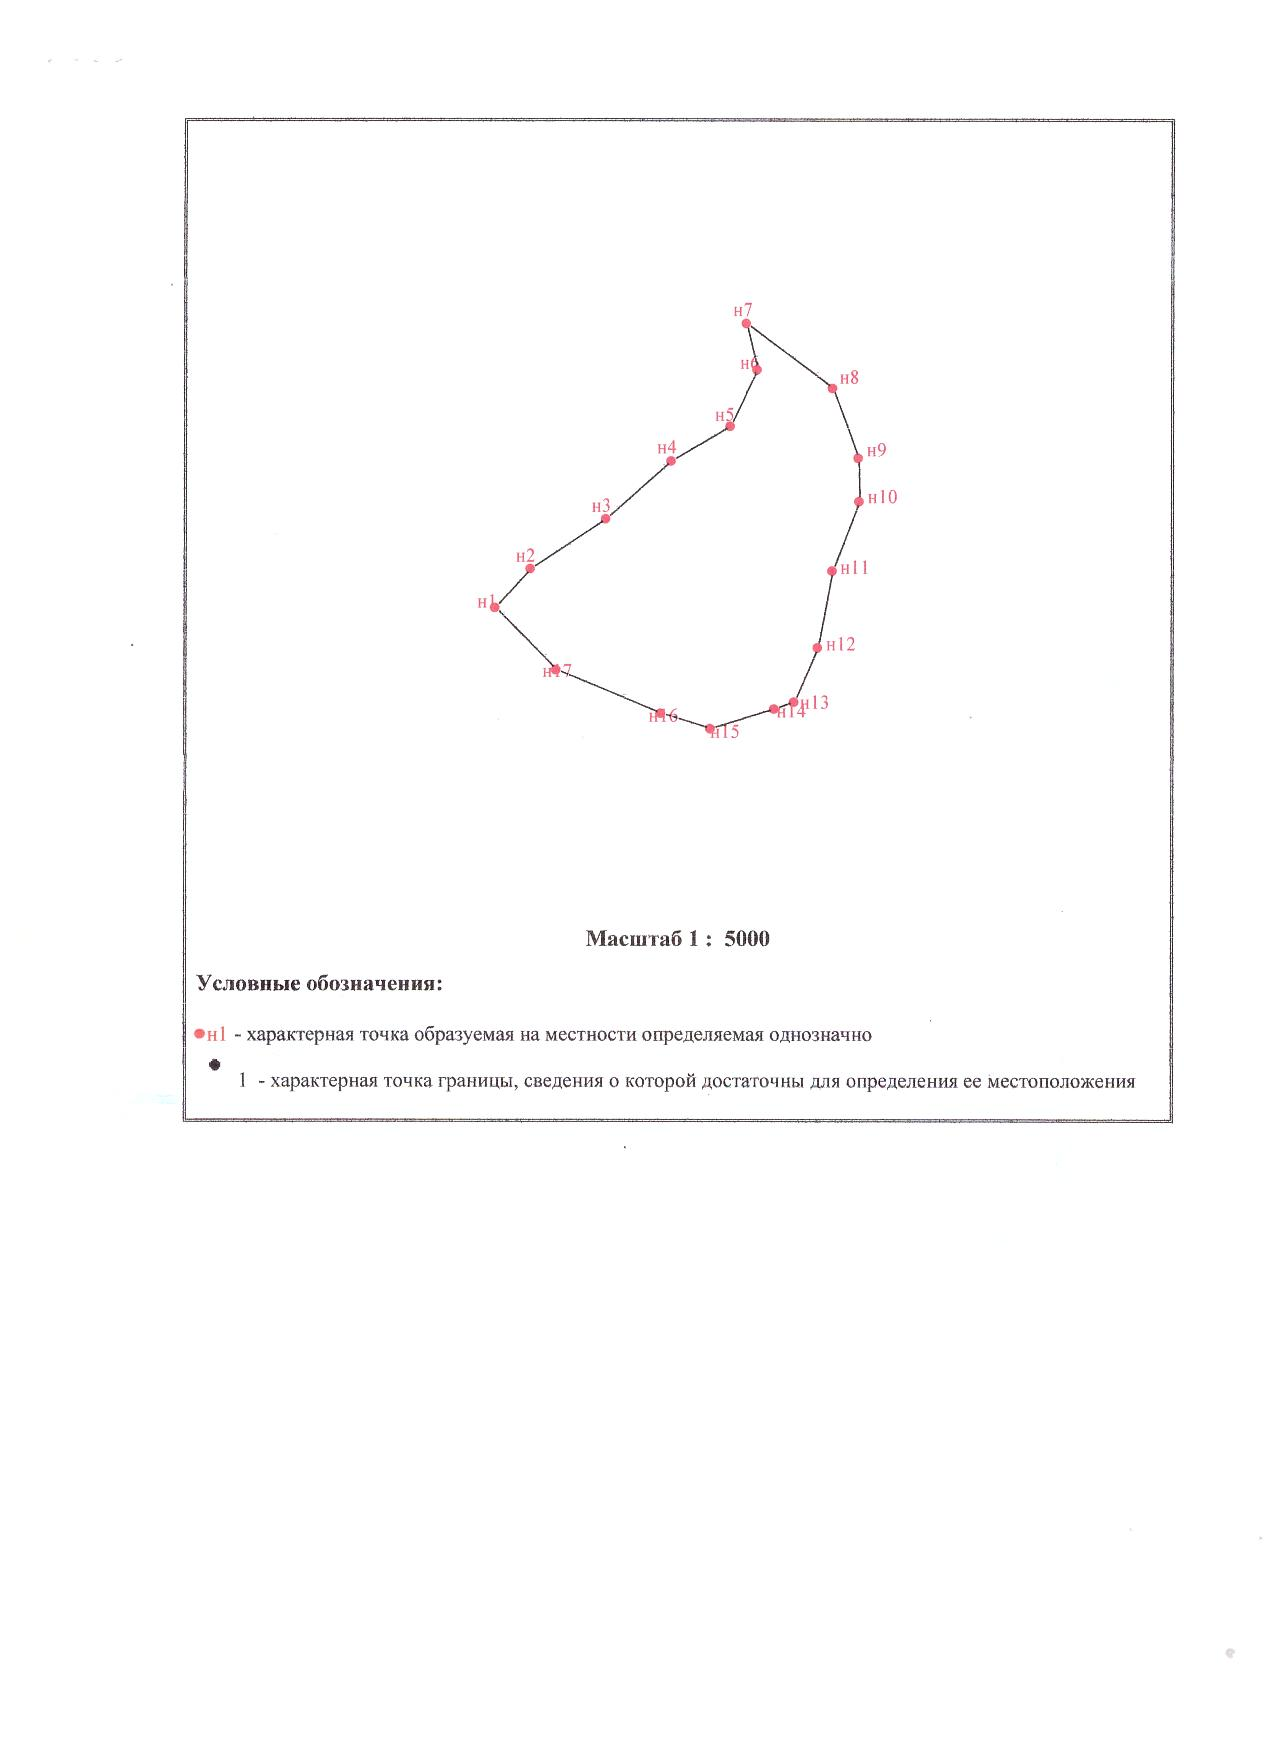 н7
н6
н8
н5
н4
н9
н10
н3
н2
н11
н1
н12
н17
н13
н14
н16
н15
Масштаб 1 : 5000
Условные обозначения:
н1 - характерная точка образуемая на местности определяемая однозначно
1 - характерная точка границы, сведения о которой достаточны для определения ее местоположения